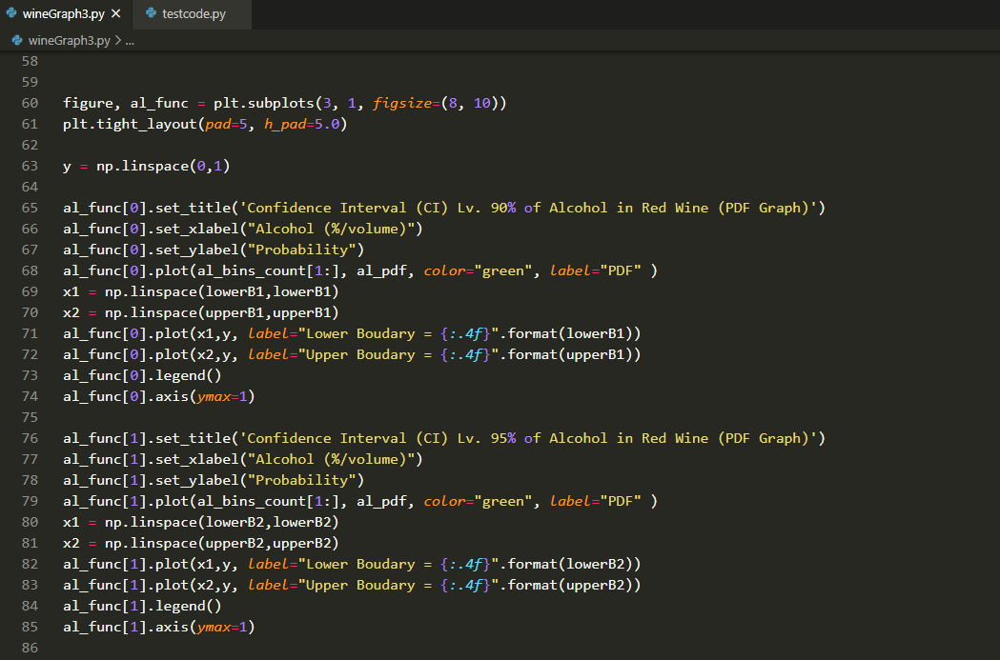 wineGraph3.py
testcode.py
wineGraph3.py > ...
58
59
60 figure, al_func = plt.subplots(3, 1, figsize=(8, 10))
61 plt.tight_layout(pad=5, h_pad=5.0)
62
63 y = np.linspace(0,1)
64
65 al_func[0].set_title('Confidence Interval (CI) Lv. 90% of Alcohol in Red Wine (PDF Graph)')
66 al_func[0].set_xlabel("Alcohol (%/volume)")
67 al_func[0].set_ylabel("Probability")
68 al_func[0].plot(al_bins_count[1:], al_pdf, color="green", label="PDF" )
69 x1 = np.linspace(lowerB1,lowerB1)
70 x2 = np.linspace(upperB1,upperB1)
71 al_func[0].plot(x1,y, label="Lower Boudary = {:.4f}".format(lowerB1))
72 al_func[0].plot(x2,y, label="Upper Boudary = {:.4f}".format(upperB1))
73 al_func[0].legend()
74 al_func[0].axis(ymax=1)
75
76 al_func[1].set_title('Confidence Interval (CI) Lv. 95% of Alcohol in Red Wine (PDF Graph)')
77 al_func[1].set_xlabel("Alcohol (%/volume)")
78 al_func[1].set_ylabel("Probability")
79 al_func[1].plot(al_bins_count[1:], al_pdf, color="green", label="PDF" )
80 x1 = np.linspace(lowerB2,lowerB2)
81 x2 = np.linspace(upperB2,upperB2)
82 al_func[1].plot(x1,y, label="Lower Boudary = {:.4f}".format(lowerB2))
83 al_func[1].plot(x2,y, label="Upper Boudary = {:.4f}".format(upperB2))
84 al_func[1].legend()
85 al_func[1].axis(ymax=1)
86